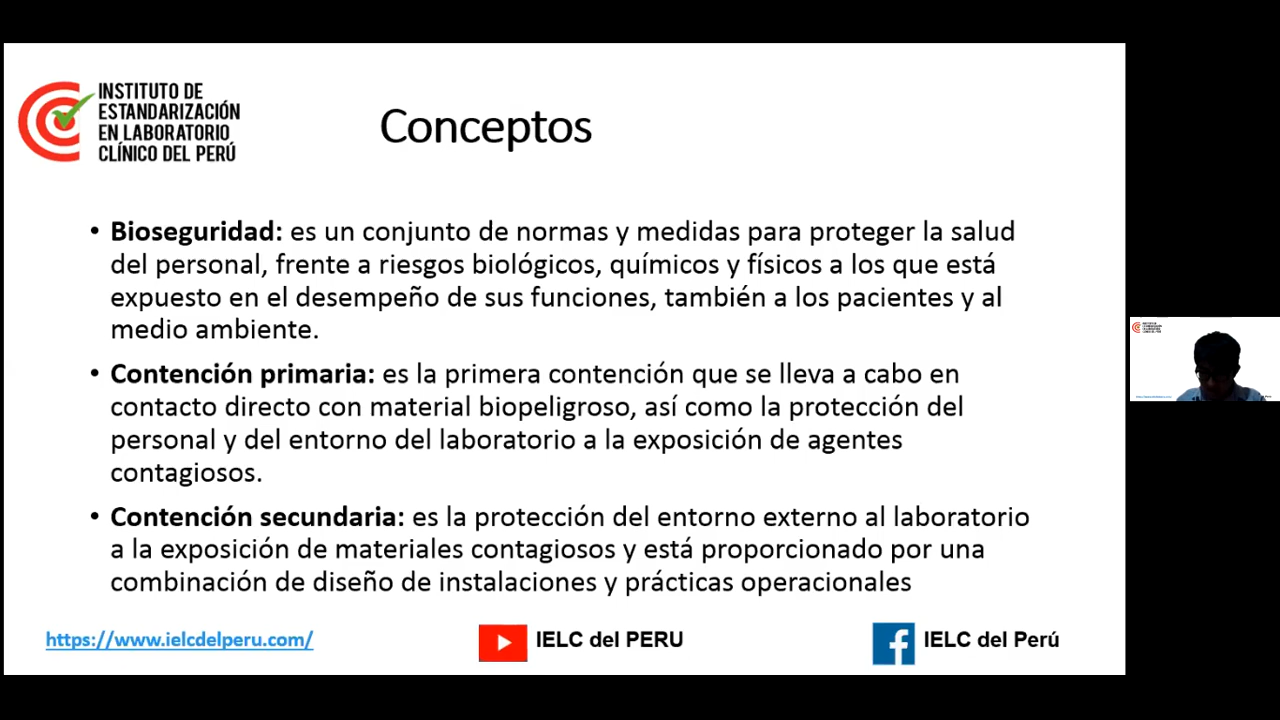 INSTITUTO DE
ESTANDARIZACIÓN
EN LABORATORIO
CLÍNICO DEL PERÚ
Conceptos
• Bioseguridad: es un conjunto de normas y medidas para proteger la salud
del personal, frente a riesgos biológicos, químicos y físicos a los que está
expuesto en el desempeño de sus funciones, también a los pacientes y al
medio ambiente.
• Contención primaria: es la primera contención que se lleva a cabo en
contacto directo con material biopeligroso, así como la protección del
personal y del entorno del laboratorio a la exposición de agentes
contagiosos.
• Contención secundaria: es la protección del entorno externo al laboratorio
a la exposición de materiales contagiosos y está proporcionado por una
combinación de diseño de instalaciones y prácticas operacionales
https://www.ielcdelperu.com/
IELC del PERU
IELC del Perú